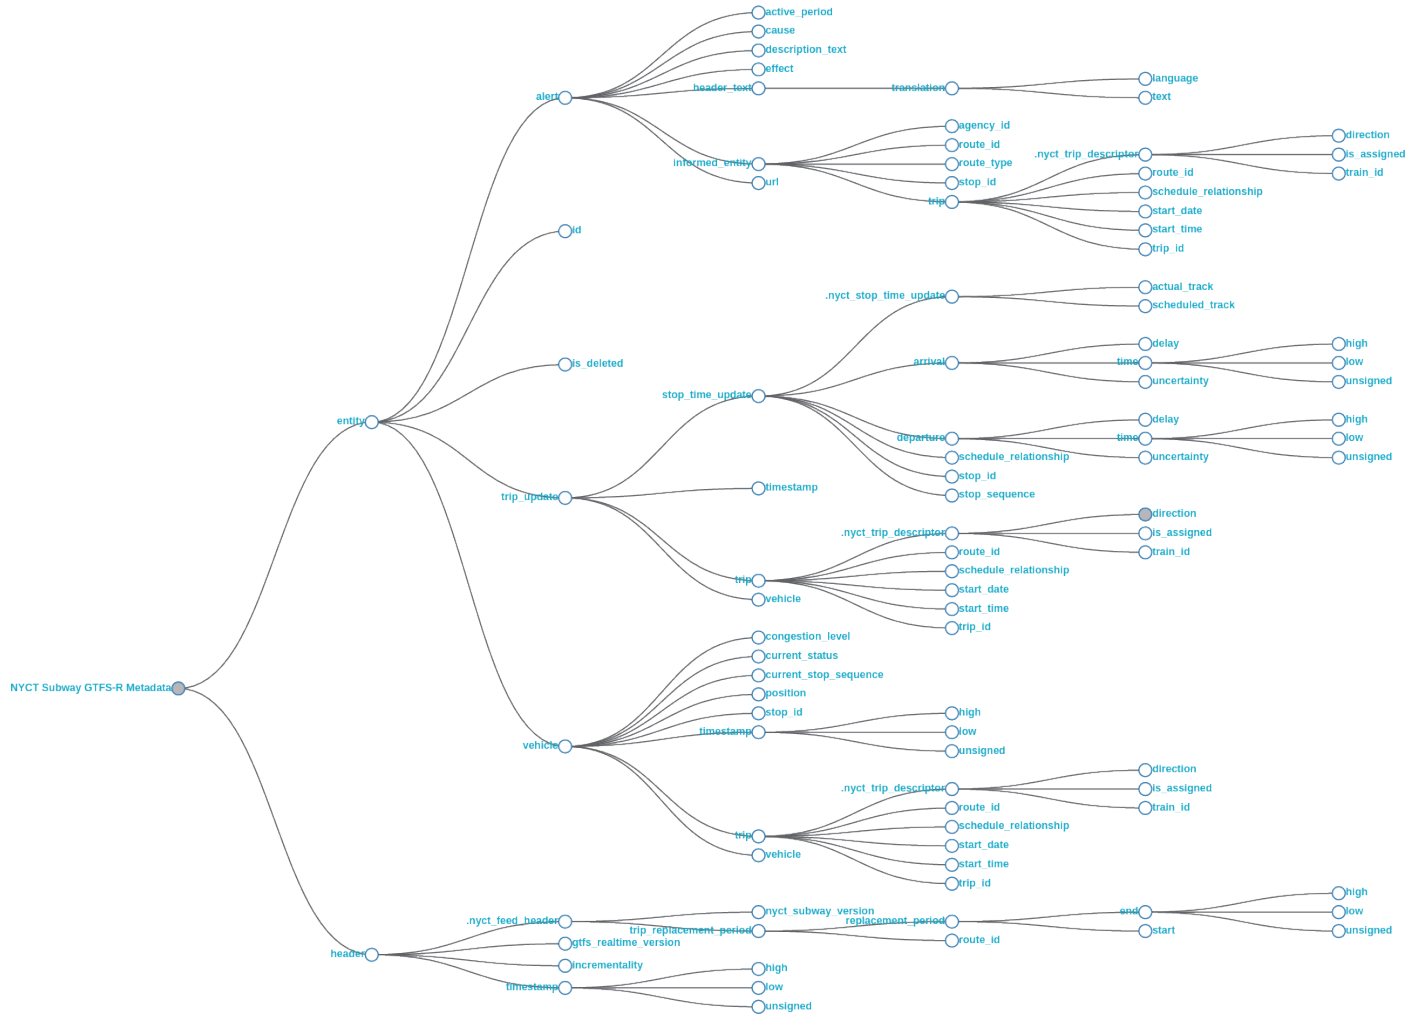 active_period
cause
description_text
effect
header_text
translation
language
text
alert
agency_id
route_id
route_type
stop_id
informed_entity
url
trip
.nyct_trip_descriptor
direction
is_assigned
train_id
route_id
schedule_relationship
start_date
start_time
trip_id
id
is_deleted
entity
.nyct_stop_time_update
actual_track
scheduled_track
arrival
delay
time
high
low
unsigned
uncertainty
stop_time_update
departure
delay
time
high
low
unsigned
uncertainty
schedule_relationship
stop_id
stop_sequence
trip_update
timestamp
.nyct_trip_descriptor
direction
is_assigned
train_id
route_id
trip
schedule_relationship
start_date
start_time
trip_id
vehicle
congestion_level
current_status
current_stop_sequence
position
stop_id
timestamp
high
low
unsigned
vehicle
.nyct_trip_descriptor
direction
is_assigned
train_id
route_id
trip
schedule_relationship
start_date
start_time
trip_id
vehicle
NYCT Subway GTFS-R Metadata
header
.nyct_feed_header
nyct_subway_version
trip_replacement_period
replacement_period
end
high
low
unsigned
start
route_id
gtfs_realtime_version
incrementality
timestamp
high
low
unsigned